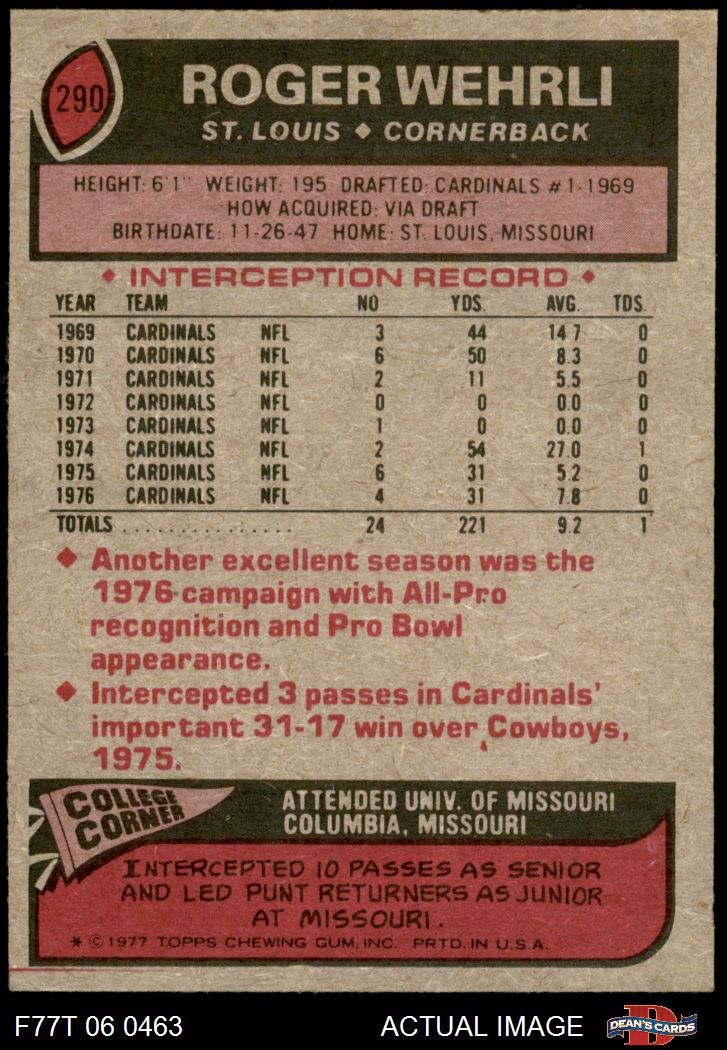 290
ROGER WEHRLI
ST. LOUIS ◆ CORNERBACK
HEIGHT: 6'1" WEIGHT: 195 DRAFTED: CARDINALS #1-1969
HOW ACQUIRED: VIA DRAFT
BIRTHDATE: 11-26-47 HOME: ST. LOUIS, MISSOURI
◆ INTERCEPTION RECORD ◆
YEAR TEAM NO YDS. AVG. TDS.
1969 CARDINALS NFL 3 44 14 7 0
1970 CARDINALS NFL 6 50 8.3 0
1971 CARDINALS NFL 2 11 5.5 0
1972 CARDINALS NFL 0 0 0.0 0
1973 CARDINALS NFL 1 0 0.0 0
1974 CARDINALS NFL 2 54 27.0 1
1975 CARDINALS NFL 6 31 5.2 0
1976 CARDINALS NFL 4 31 7.8 0
TOTALS . . . . . . . . . . . . . . . 24 221 9.2 1
◆ Another excellent season was the
1976 campaign with All-Pro
recognition and Pro Bowl
appearance.
◆ Intercepted 3 passes in Cardinals'
important 31-17 win over Cowboys,
1975.
COLLEGE
CORNER
ATTENDED UNIV. OF MISSOURI
COLUMBIA, MISSOURI
INTERCEPTED 10 PASSES AS SENIOR
AND LED PUNT RETURNERS AS JUNIOR
AT MISSOURI.
* © 1977 TOPPS CHEWING GUM, INC. PRTD. IN U.S.A.
F77T 06 0463 ACTUAL IMAGE DEAN'S CARDS